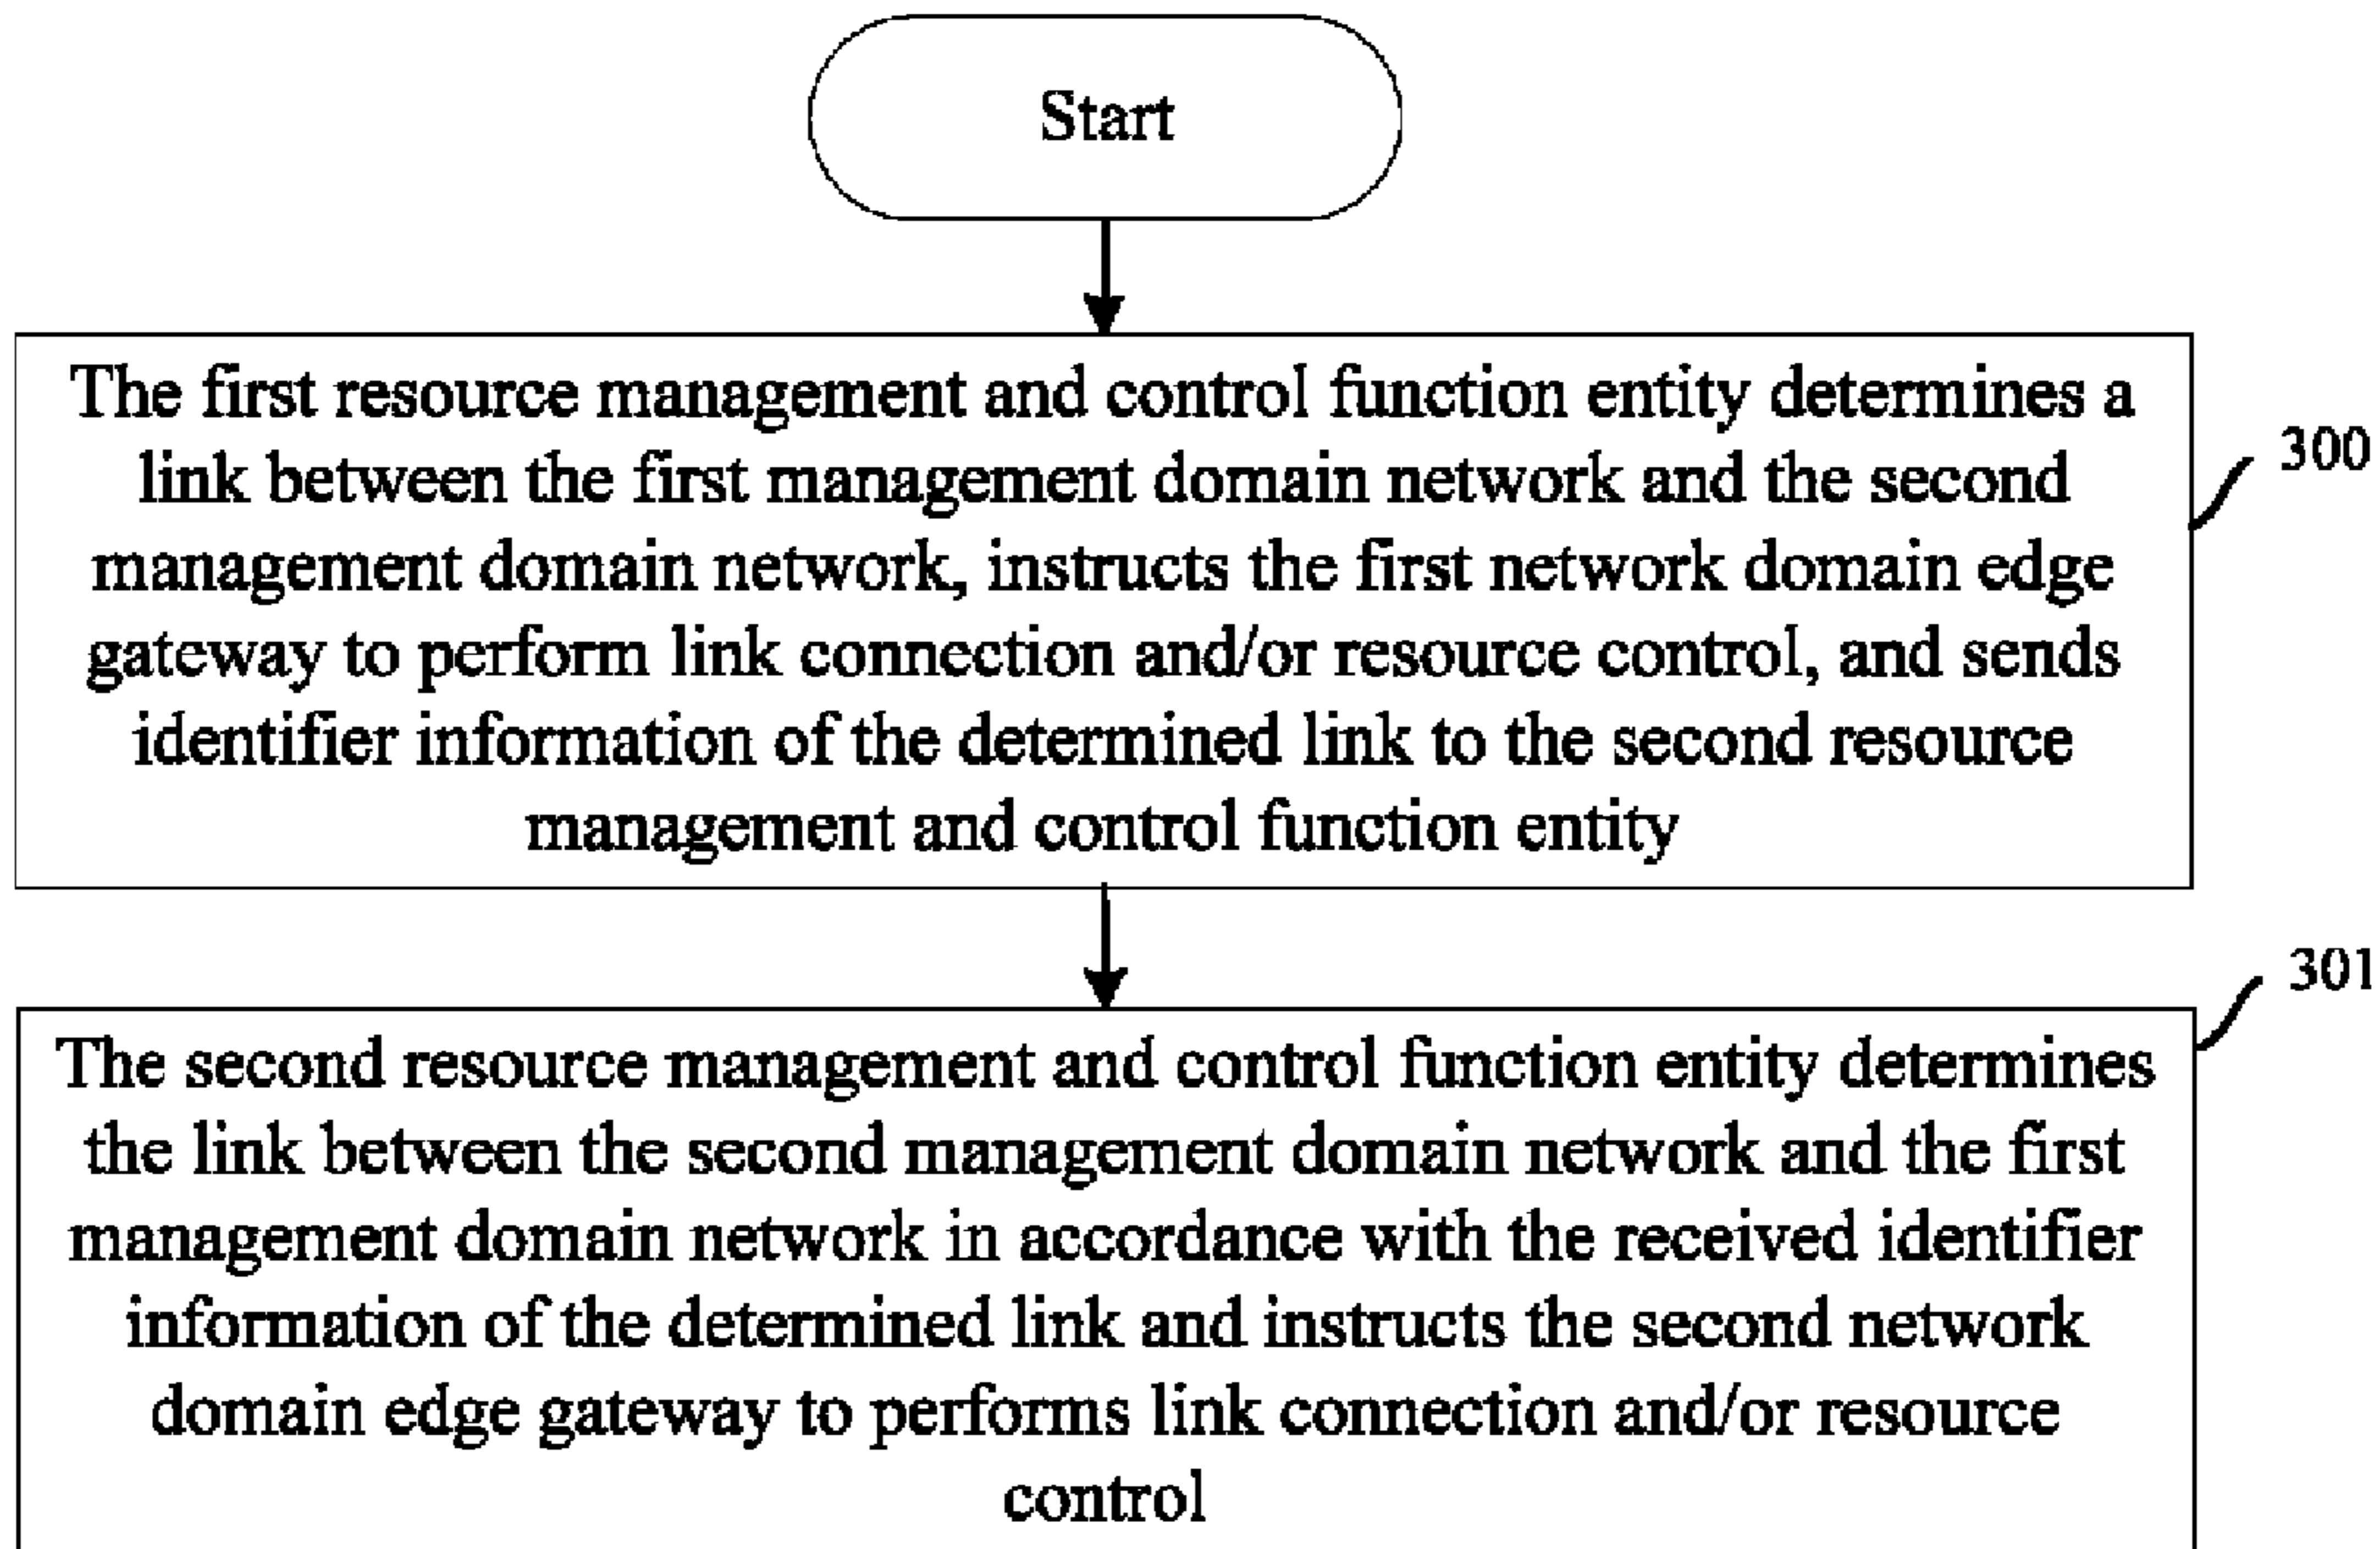 Start
The first resource management and control function entity determines a
link between the first management domain network and the second
management domain network, instructs the first network domain edge
gateway to perform link connection and/or resource control, and sends
identifier information of the determined link to the second resource
management and control function entity
300
The second resource management and control function entity determines
the link between the second management domain network and the first
management domain network in accordance with the received identifier
information of the determined link and instructs the second network
domain edge gateway to performs link connection and/or resource
control
301